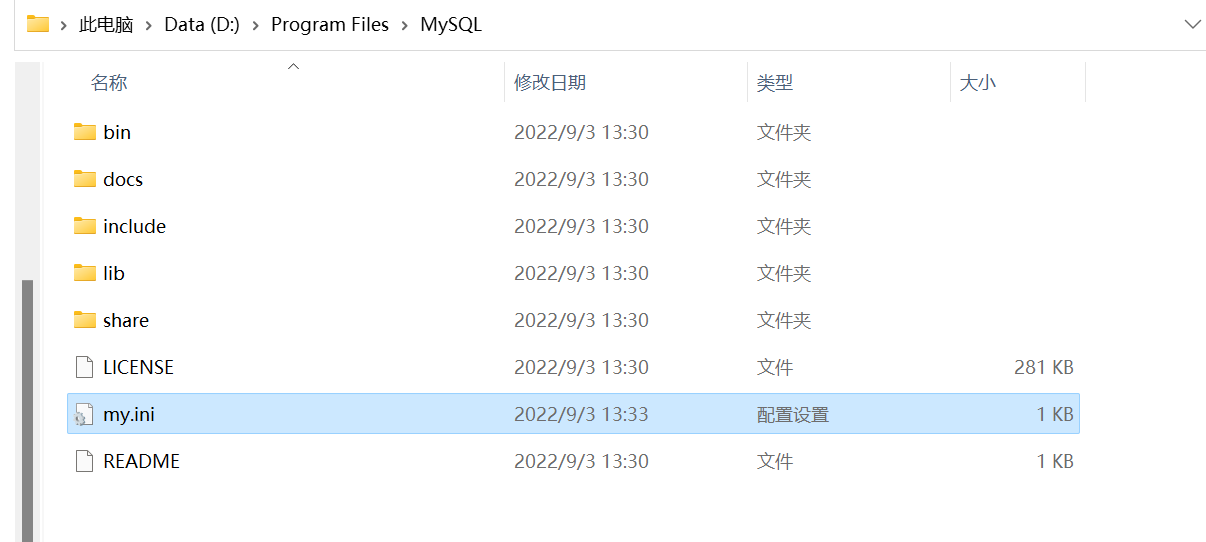 此电脑 > Data (D:) > Program Files > MySQL
名称 修改日期 类型 大小
bin 2022/9/3 13:30 文件夹
docs 2022/9/3 13:30 文件夹
include 2022/9/3 13:30 文件夹
lib 2022/9/3 13:30 文件夹
share 2022/9/3 13:30 文件夹
LICENSE 2022/9/3 13:30 文件 281 KB
my.ini 2022/9/3 13:33 配置设置 1 KB
README 2022/9/3 13:30 文件 1 KB